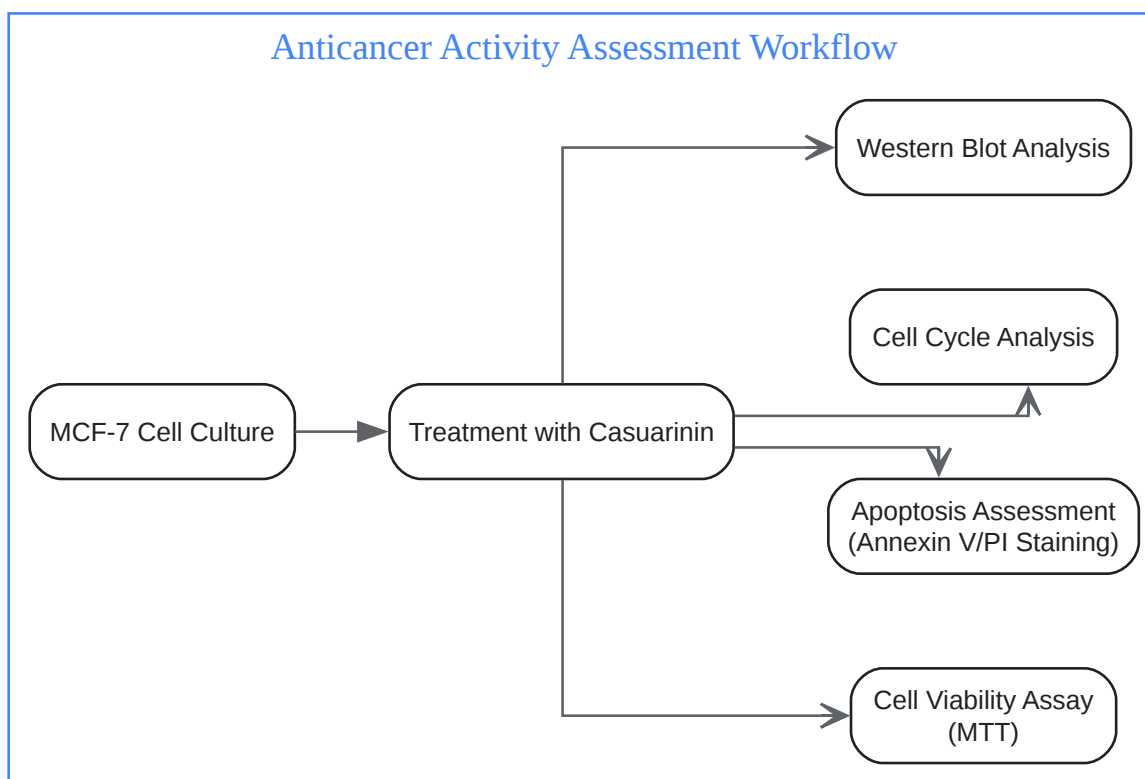 Anticancer Activity Assessment Workflow
Western Blot Analysis
Cell Cycle Analysis
MCF-7 Cell Culture
Treatment with Casuarinin
Apoptosis Assessment
(Annexin V/PI Staining)
Cell Viability Assay
(MTT)